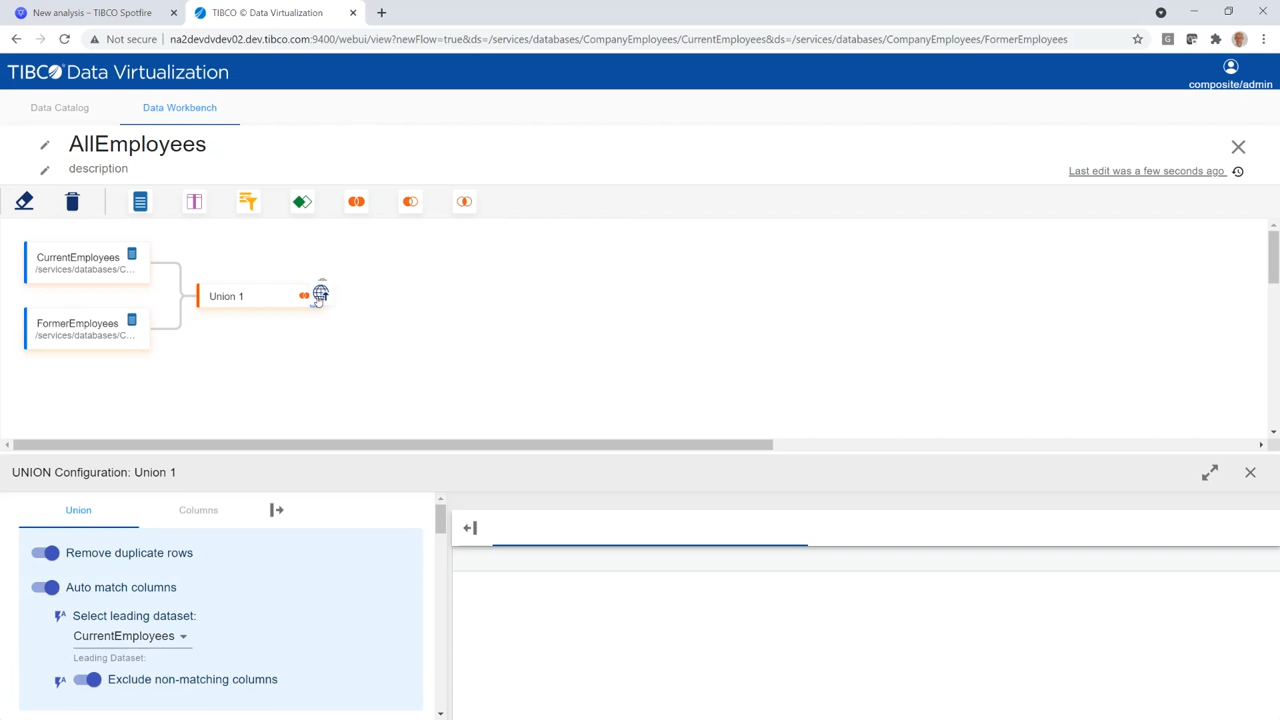 New analysis – TIBCO Spotfire
TIBCO © Data Virtualization
Not secure
na2devdvdev02.dev.tibco.com:9400/webui/view?newFlow=true&ds=/services/databases/CompanyEmployees/CurrentEmployees&ds=/services/databases/CompanyEmployees/FormerEmployees
TIBCO Data Virtualization
composite/admin
Data Catalog
Data Workbench
AllEmployees
description
Last edit was a few seconds ago
CurrentEmployees
/services/databases/C...
Union 1
FormerEmployees
/services/databases/C...
UNION Configuration: Union 1
Union
Columns
Remove duplicate rows
Auto match columns
Select leading dataset:
CurrentEmployees
Leading Dataset:
Exclude non-matching columns